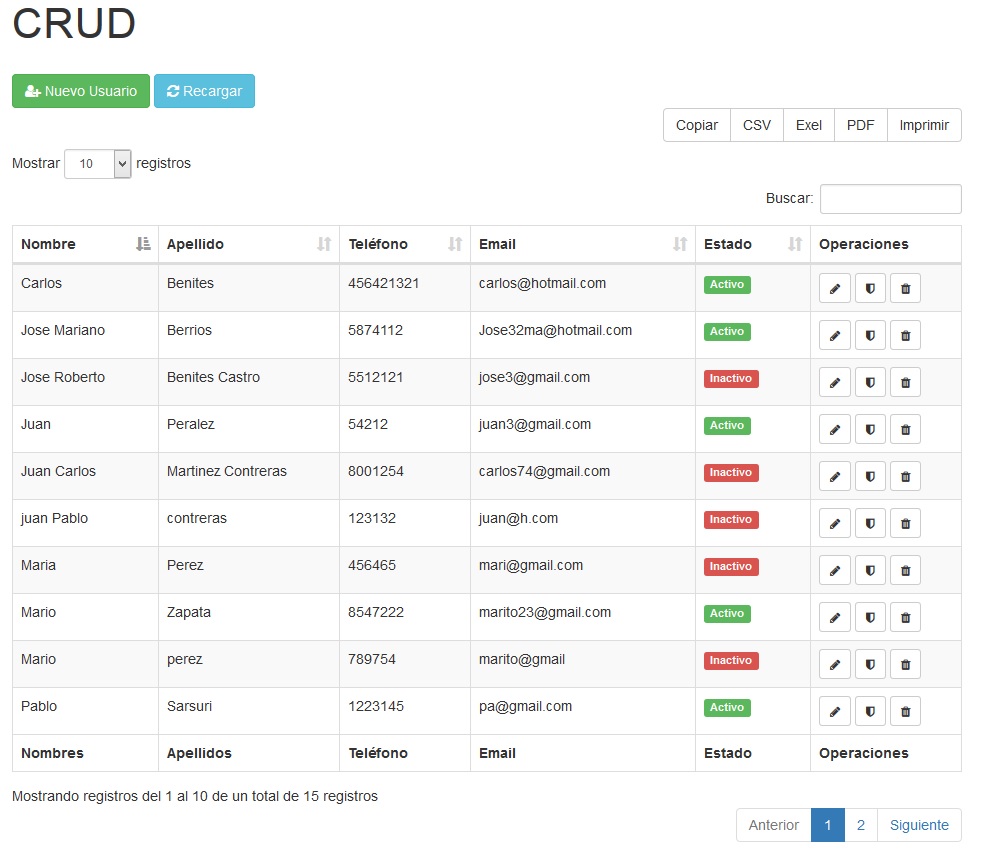 CRUD
Nuevo Usuario Recargar
Copiar CSV Exel PDF Imprimir
Mostrar 10 registros
Buscar:
Nombre Apellido Teléfono Email Estado Operaciones
Carlos Benites 456421321 carlos@hotmail.com Activo
Jose Mariano Berrios 5874112 Jose32ma@hotmail.com Activo
Jose Roberto Benites Castro 5512121 jose3@gmail.com Inactivo
Juan Peralez 54212 juan3@gmail.com Activo
Juan Carlos Martinez Contreras 8001254 carlos74@gmail.com Inactivo
juan Pablo contreras 123132 juan@h.com Inactivo
Maria Perez 456465 mari@gmail.com Inactivo
Mario Zapata 8547222 marito23@gmail.com Activo
Mario perez 789754 marito@gmail Inactivo
Pablo Sarsuri 1223145 pa@gmail.com Activo
Nombres Apellidos Teléfono Email Estado Operaciones
Mostrando registros del 1 al 10 de un total de 15 registros
Anterior 1 2 Siguiente